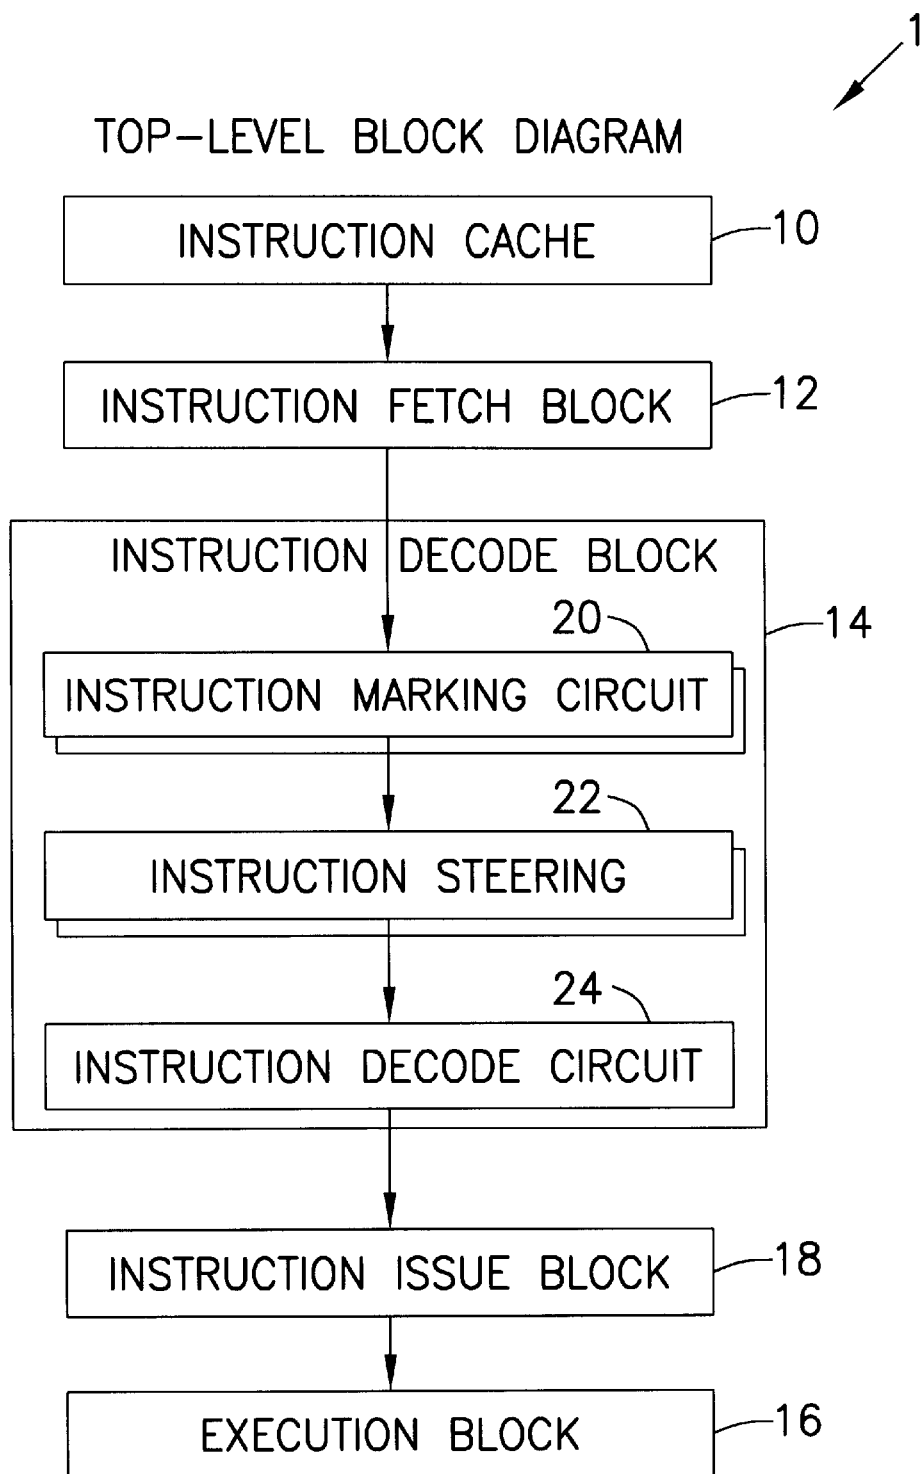 1
TOP-LEVEL BLOCK DIAGRAM
INSTRUCTION CACHE
10
INSTRUCTION FETCH BLOCK
12
INSTRUCTION DECODE BLOCK
14
20
INSTRUCTION MARKING CIRCUIT
22
INSTRUCTION STEERING
24
INSTRUCTION DECODE CIRCUIT
INSTRUCTION ISSUE BLOCK
18
EXECUTION BLOCK
16